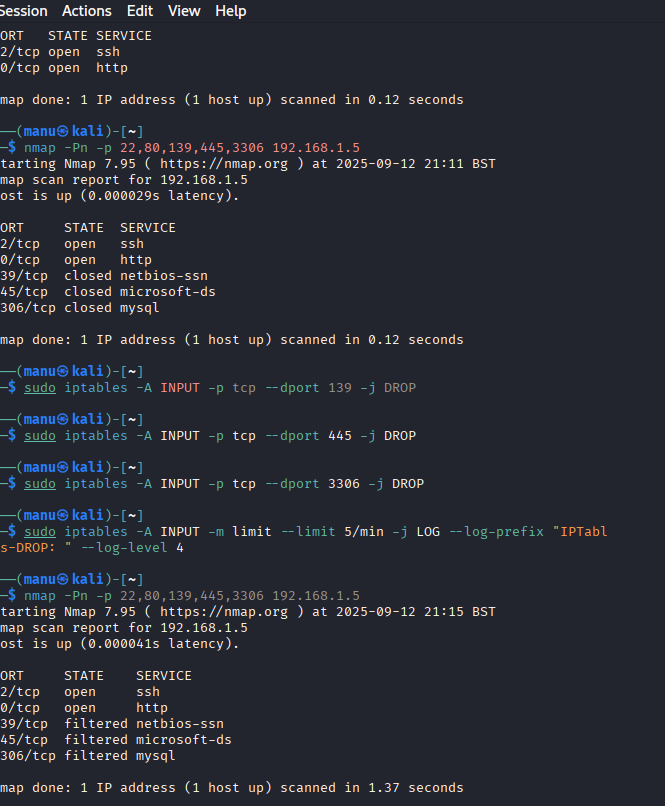 Session Actions Edit View Help
ORT   STATE SERVICE
2/tcp open  ssh
0/tcp open  http
map done: 1 IP address (1 host up) scanned in 0.12 seconds
──(manu㉿kali)-[~]
─$ nmap -Pn -p 22,80,139,445,3306 192.168.1.5
tarting Nmap 7.95 ( https://nmap.org ) at 2025-09-12 21:11 BST
map scan report for 192.168.1.5
ost is up (0.000029s latency).
ORT     STATE  SERVICE
2/tcp   open   ssh
0/tcp   open   http
39/tcp  closed netbios-ssn
45/tcp  closed microsoft-ds
306/tcp closed mysql
map done: 1 IP address (1 host up) scanned in 0.12 seconds
──(manu㉿kali)-[~]
─$ sudo iptables -A INPUT -p tcp --dport 139 -j DROP
──(manu㉿kali)-[~]
─$ sudo iptables -A INPUT -p tcp --dport 445 -j DROP
──(manu㉿kali)-[~]
─$ sudo iptables -A INPUT -p tcp --dport 3306 -j DROP
──(manu㉿kali)-[~]
─$ sudo iptables -A INPUT -m limit --limit 5/min -j LOG --log-prefix "IPTabl
s-DROP: " --log-level 4
──(manu㉿kali)-[~]
─$ nmap -Pn -p 22,80,139,445,3306 192.168.1.5
tarting Nmap 7.95 ( https://nmap.org ) at 2025-09-12 21:15 BST
map scan report for 192.168.1.5
ost is up (0.000041s latency).
ORT     STATE    SERVICE
2/tcp   open     ssh
0/tcp   open     http
39/tcp  filtered netbios-ssn
45/tcp  filtered microsoft-ds
306/tcp filtered mysql
map done: 1 IP address (1 host up) scanned in 1.37 seconds